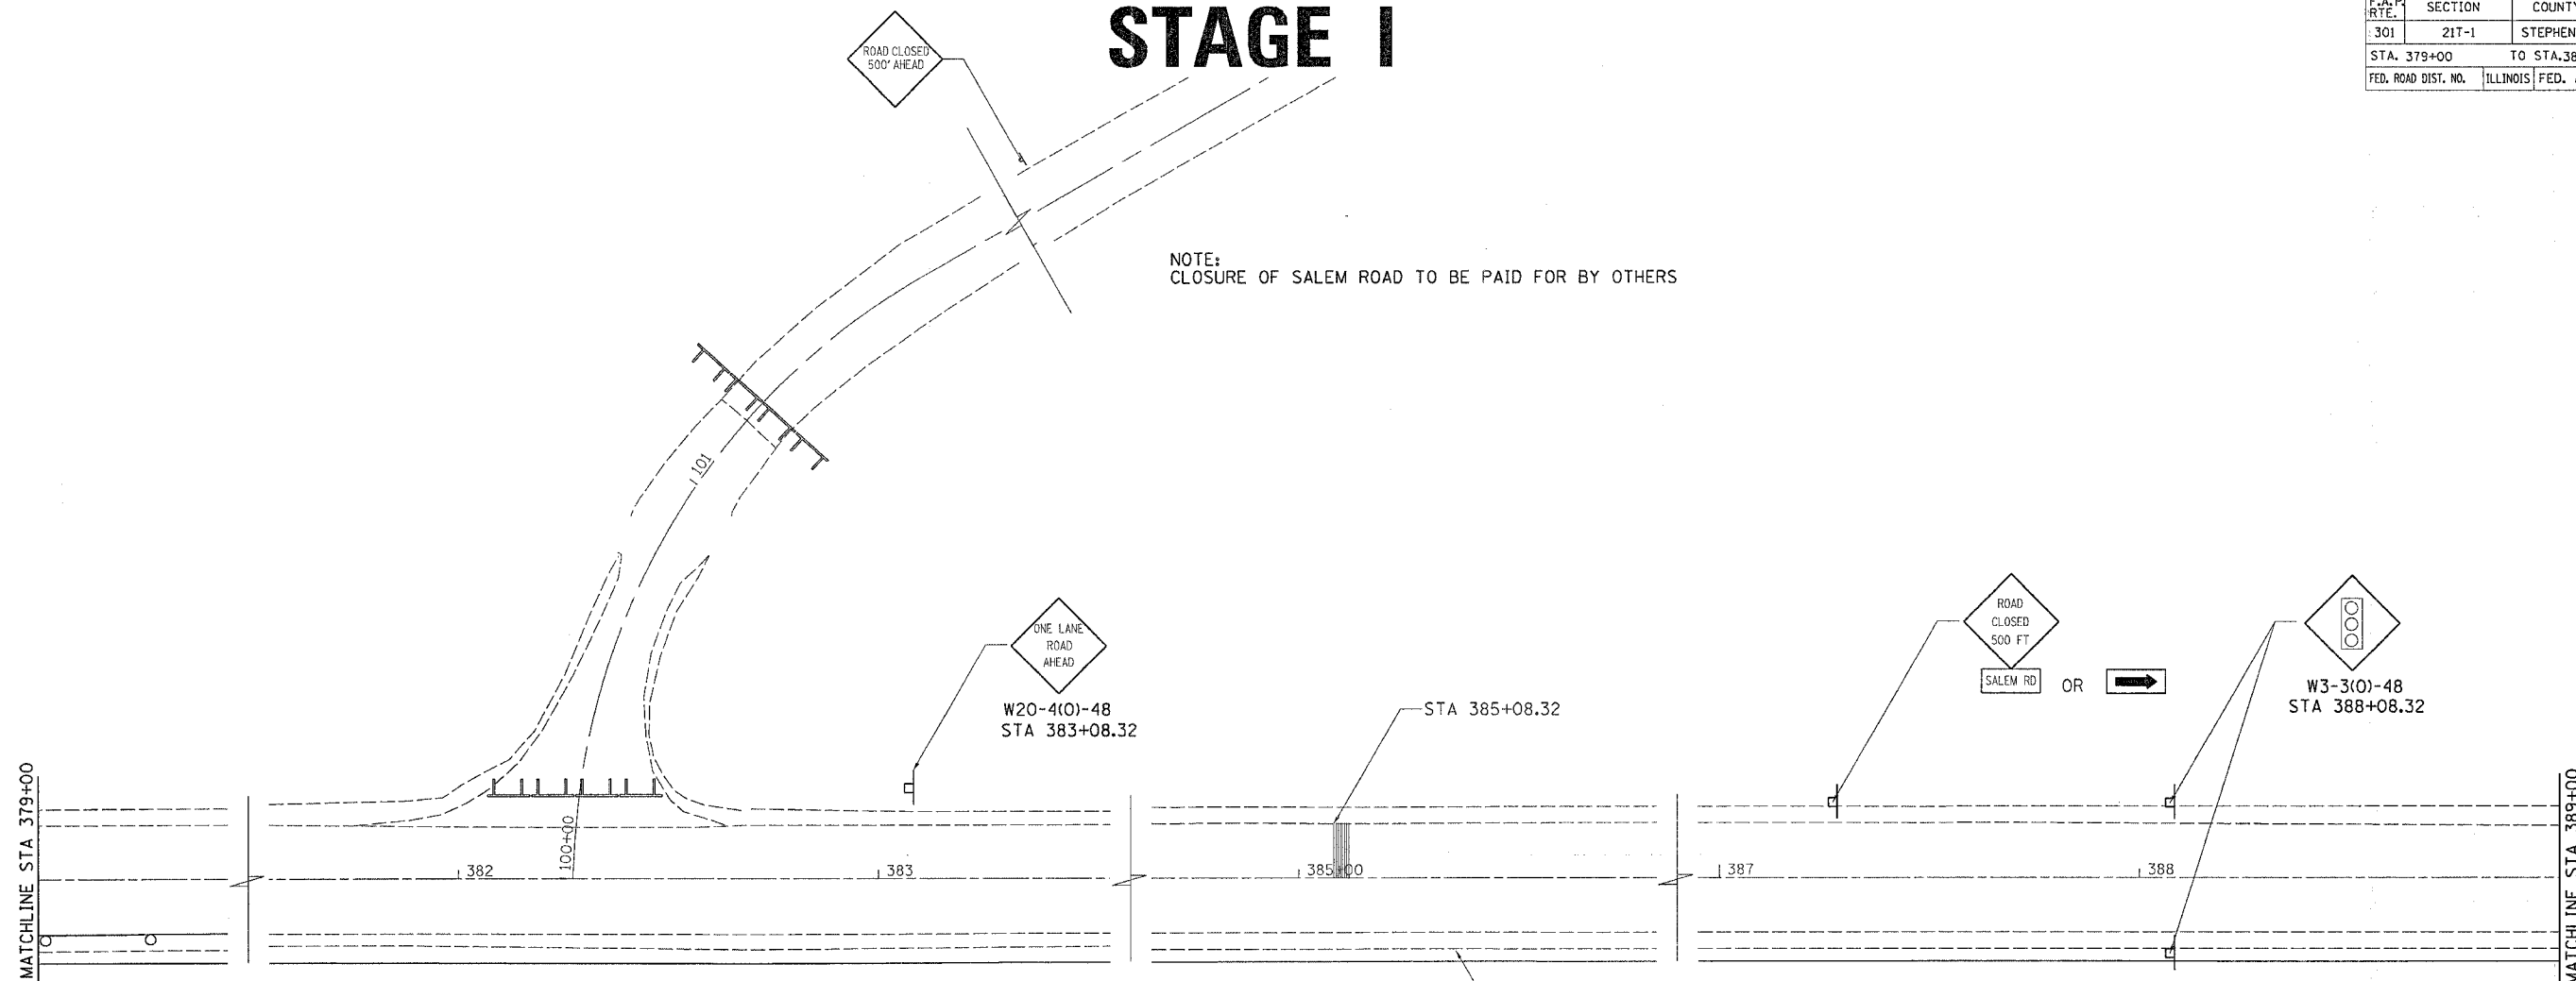 STAGE I
F.A.P. RTE. SECTION COUNTY
301 21T-1 STEPHEN
STA. 379+00 TO STA.38
FED. ROAD DIST. NO. ILLINOIS FED.
ROAD CLOSED
500' AHEAD
NOTE:
CLOSURE OF SALEM ROAD TO BE PAID FOR BY OTHERS
101
ONE LANE
ROAD
AHEAD
W20-4(O)-48
STA 383+08.32
STA 385+08.32
ROAD
CLOSED
500 FT
SALEM RD OR
W3-3(O)-48
STA 388+08.32
MATCHLINE STA 379+00
100+00
382
383
385+00
387
388
MATCHLINE STA 389+00